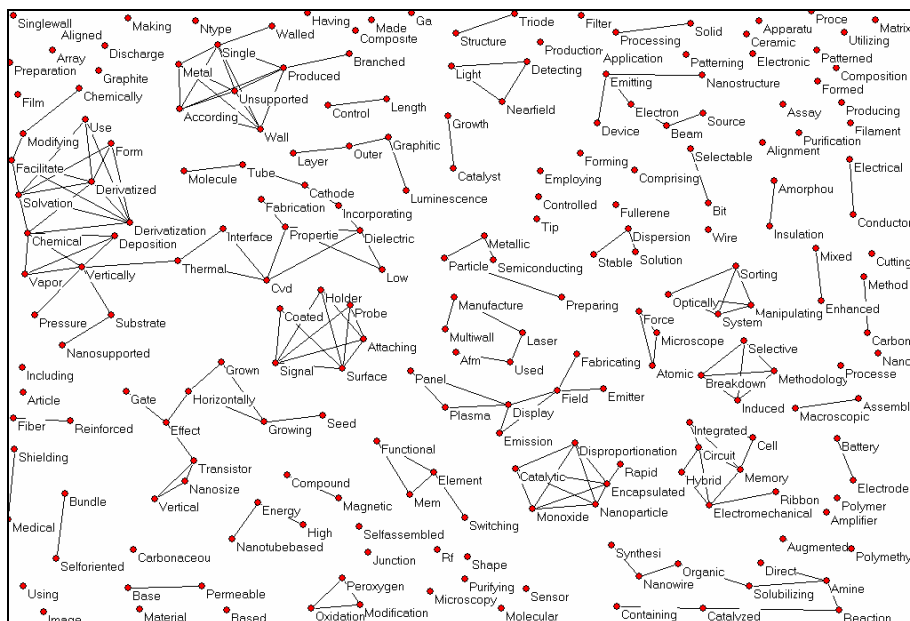 Singlewall
Making
Ntype
Having
Made
Ga
Triode
Filter
Apparatu
Proce
Matrix
Aligned
Walled
Composite
Structure
Processing
Solid
Ceramic
Utilizing
Array
Discharge
Single
Branched
Production
Patterning
Electronic
Patterned
Preparation
Graphite
Metal
Produced
Light
Detecting
Application
Emitting
Nanostructure
Composition
Formed
Film
Chemically
Unsupported
Control
Length
Nearfield
Electron
Source
Assay
Producing
According
Wall
Growth
Device
Beam
Purification
Filament
Modifying
Use
Form
Layer
Outer
Graphitic
Selectable
Alignment
Facilitate
Derivatized
Molecule
Tube
Catalyst
Forming
Comprising
Electrical
Solvation
Cathode
Luminescence
Employing
Amorphou
Fabrication
Incorporating
Controlled
Fullerene
Bit
Conductor
Derivatization
Tip
Wire
Insulation
Chemical
Deposition
Interface
Propertie
Dielectric
Metallic
Dispersion
Mixed
Cutting
Vapor
Vertically
Thermal
Cvd
Low
Particle
Semiconducting
Stable
Solution
Sorting
Method
Holder
Preparing
Optically
Enhanced
Pressure
Substrate
Coated
Probe
Manufacture
Force
System
Manipulating
Nanosupported
Attaching
Multiwall
Laser
Microscope
Selective
Carbon
Including
Signal
Surface
Afm
Used
Fabricating
Atomic
Breakdown
Methodology
Processe
Nanc
Grown
Panel
Article
Gate
Horizontally
Field
Emitter
Induced
Macroscopic
Assembl
Fiber
Reinforced
Effect
Growing
Seed
Plasma
Display
Emission
Integrated
Cell
Battery
Shielding
Transistor
Functional
Disproportionation
Circuit
Nanosize
Compound
Element
Catalytic
Rapid
Encapsulated
Hybrid
Memory
Electrode
Bundle
Vertical
Energy
Magnetic
Mem
Monoxide
Nanoparticle
Electromechanical
Ribbon
Polymer
Medical
High
Selfassembled
Switching
Amplifier
Selforiented
Carbonaceou
Nanotubebased
Junction
Rf
Shape
Synthesi
Augmented
Polymethy
Using
Base
Permeable
Peroxygen
Purifying
Nanowire
Organic
Direct
Amine
Microscopy
Sensor
Solubilizing
Image
Material
Based
Oxidation
Modification
Molecular
Containing
Catalyzed
Reaction